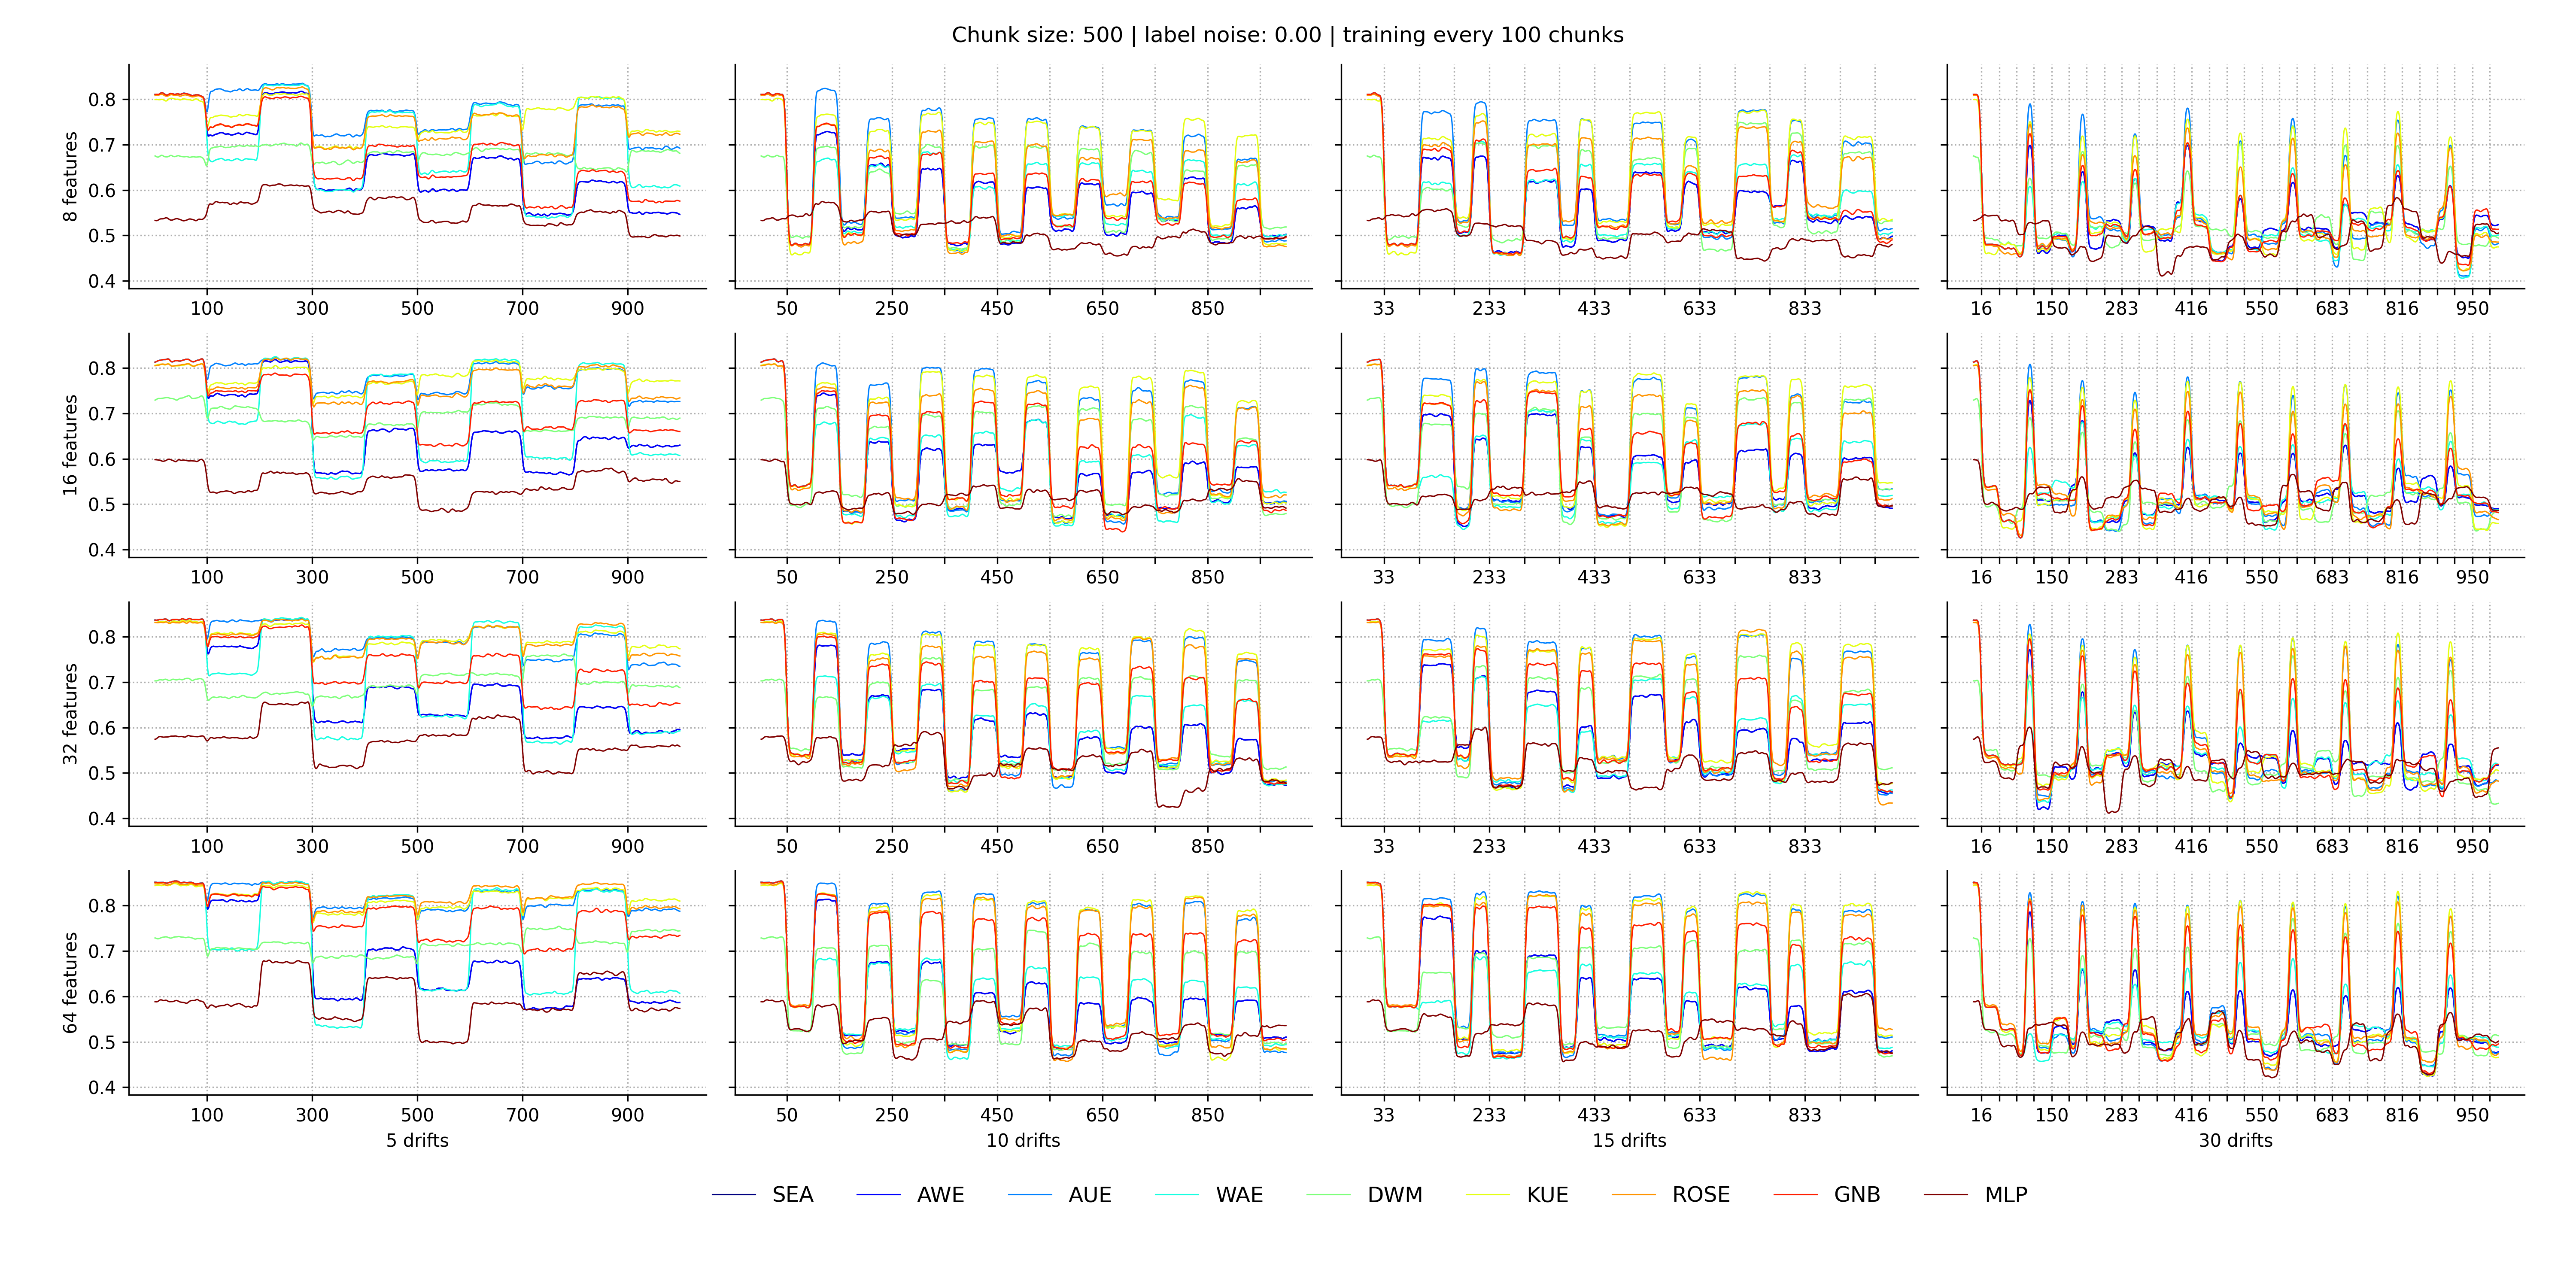 Chunk size: 500 | label noise: 0.00 | training every 100 chunks
8 features
0.8
0.7
0.6
0.5
0.4
100 300 500 700 900
50 250 450 650 850
33 233 433 633 833
16 150 283 416 550 683 816 950
16 features
0.8
0.7
0.6
0.5
0.4
100 300 500 700 900
50 250 450 650 850
33 233 433 633 833
16 150 283 416 550 683 816 950
32 features
0.8
0.7
0.6
0.5
0.4
100 300 500 700 900
50 250 450 650 850
33 233 433 633 833
16 150 283 416 550 683 816 950
64 features
0.8
0.7
0.6
0.5
0.4
100 300 500 700 900
50 250 450 650 850
33 233 433 633 833
16 150 283 416 550 683 816 950
5 drifts
10 drifts
15 drifts
30 drifts
SEA AWE AUE WAE DWM KUE ROSE GNB MLP